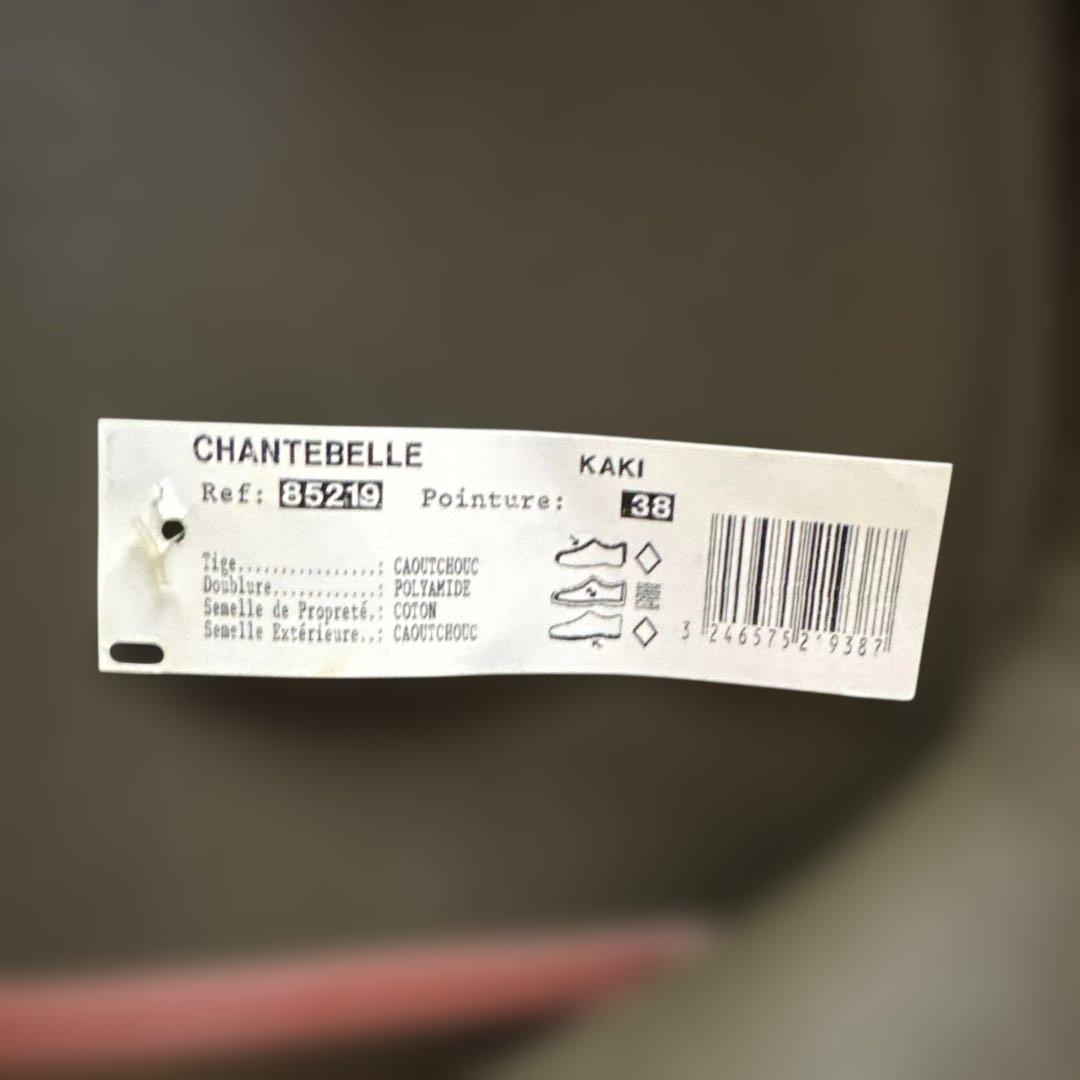 CHANTEBELLE KAKI
Ref: 85219 Pointure: 38
Tige................: CAOUTCHOUC
Doublure............: POLYAMIDE
Semelle de Propreté.: COTON
Semelle Extérieure..: CAOUTCHOUC
3 246575 219387